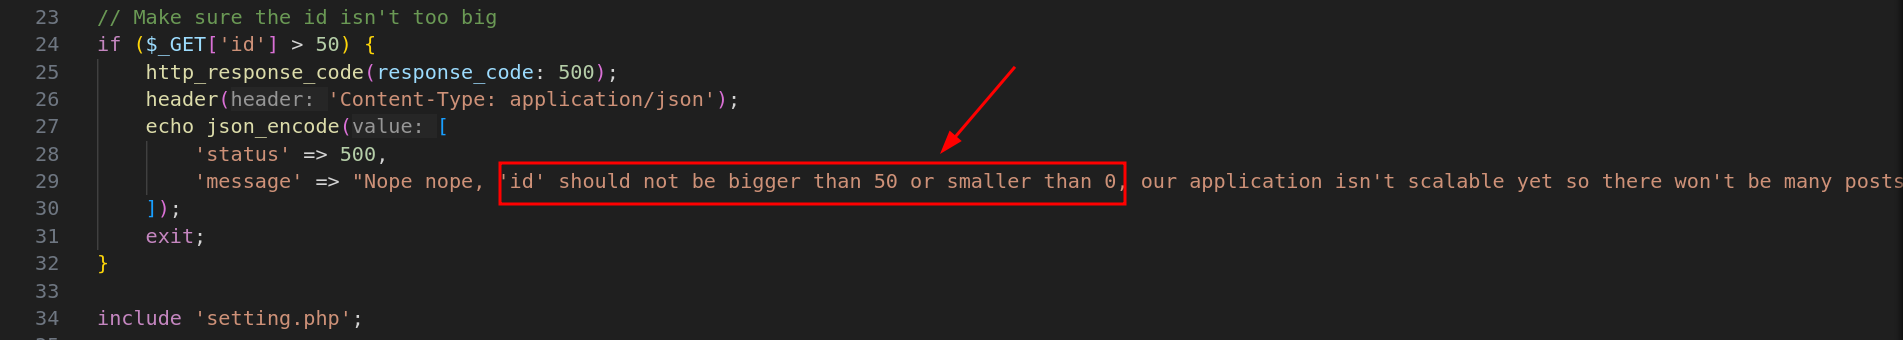 23 // Make sure the id isn't too big
24 if ($_GET['id'] > 50) {
25 http_response_code(response_code: 500);
26 header(header: 'Content-Type: application/json');
27 echo json_encode(value: [
28 'status' => 500,
29 'message' => "Nope nope, 'id' should not be bigger than 50 or smaller than 0, our application isn't scalable yet so there won't be many posts
30 ]);
31 exit;
32 }
33
34 include 'setting.php';